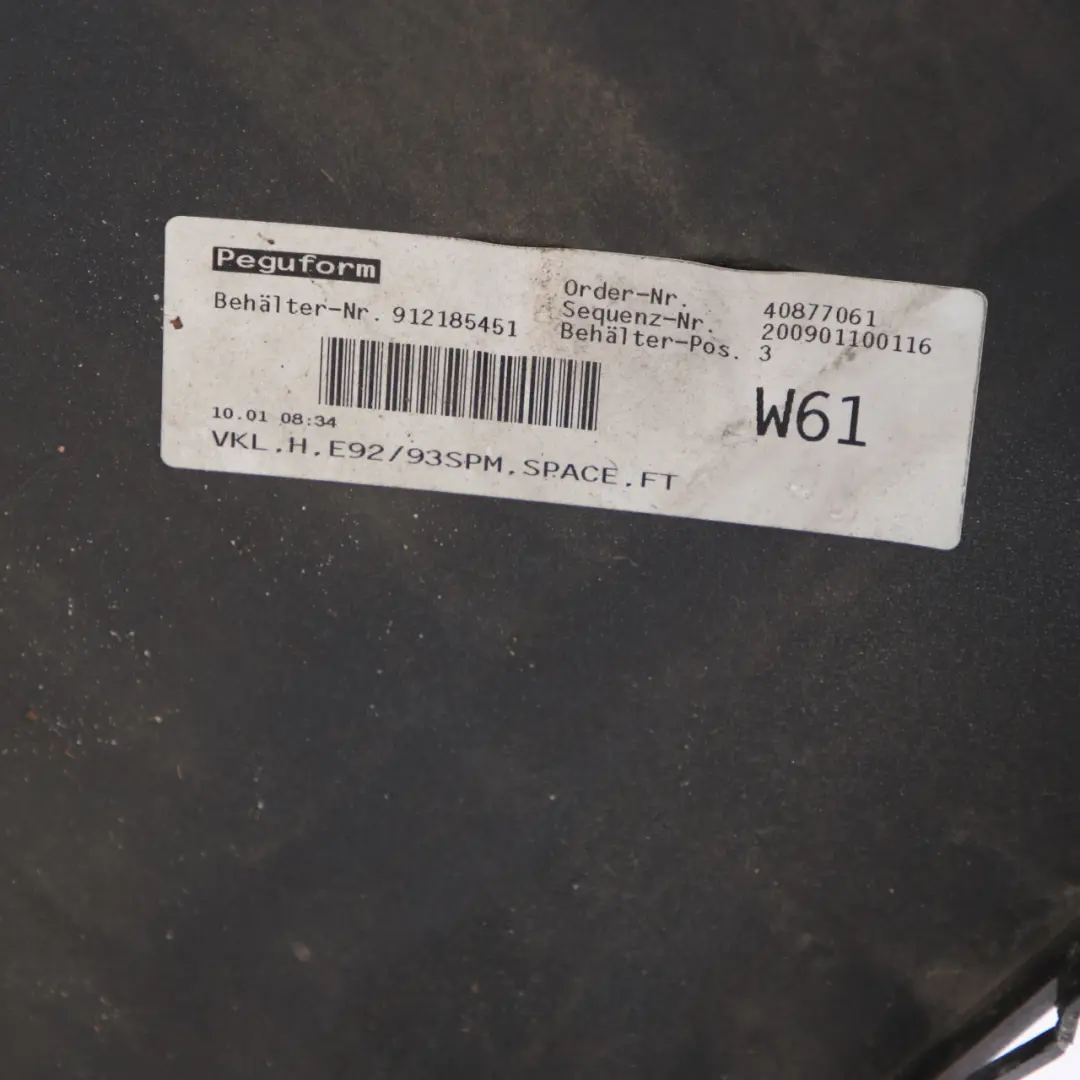 Peguform
Behälter-Nr. 912185451
Order-Nr. 40877061
Sequenz-Nr. 200901100116
Behälter-Pos. 3
W61
10.01 08:34
VKL.H.E92/93SPM.SPACE.FT